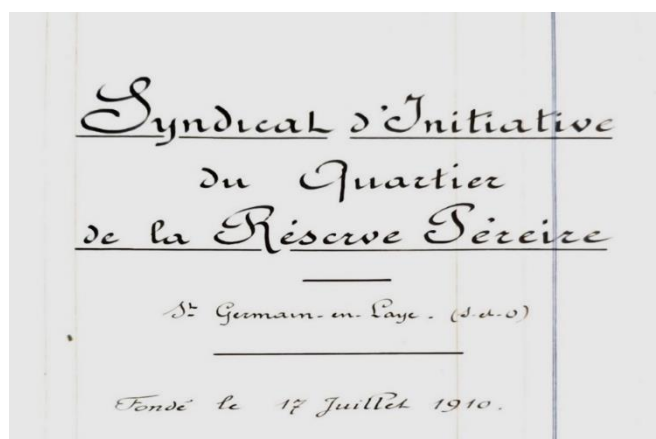 Syndicat d'Initiative
du Quartier
de la Réserve Péreire
St Germain-en-Laye. (S-et-O)
Fondé le 17 Juillet 1910.